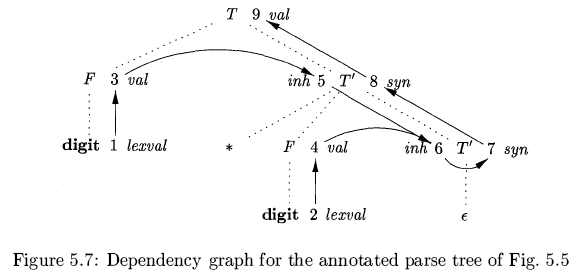 T 9 val
F 3 val inh 5 T′ 8 syn
digit 1 lexval * F 4 val inh 6 T′ 7 syn
digit 2 lexval ϵ
Figure 5.7: Dependency graph for the annotated parse tree of Fig. 5.5